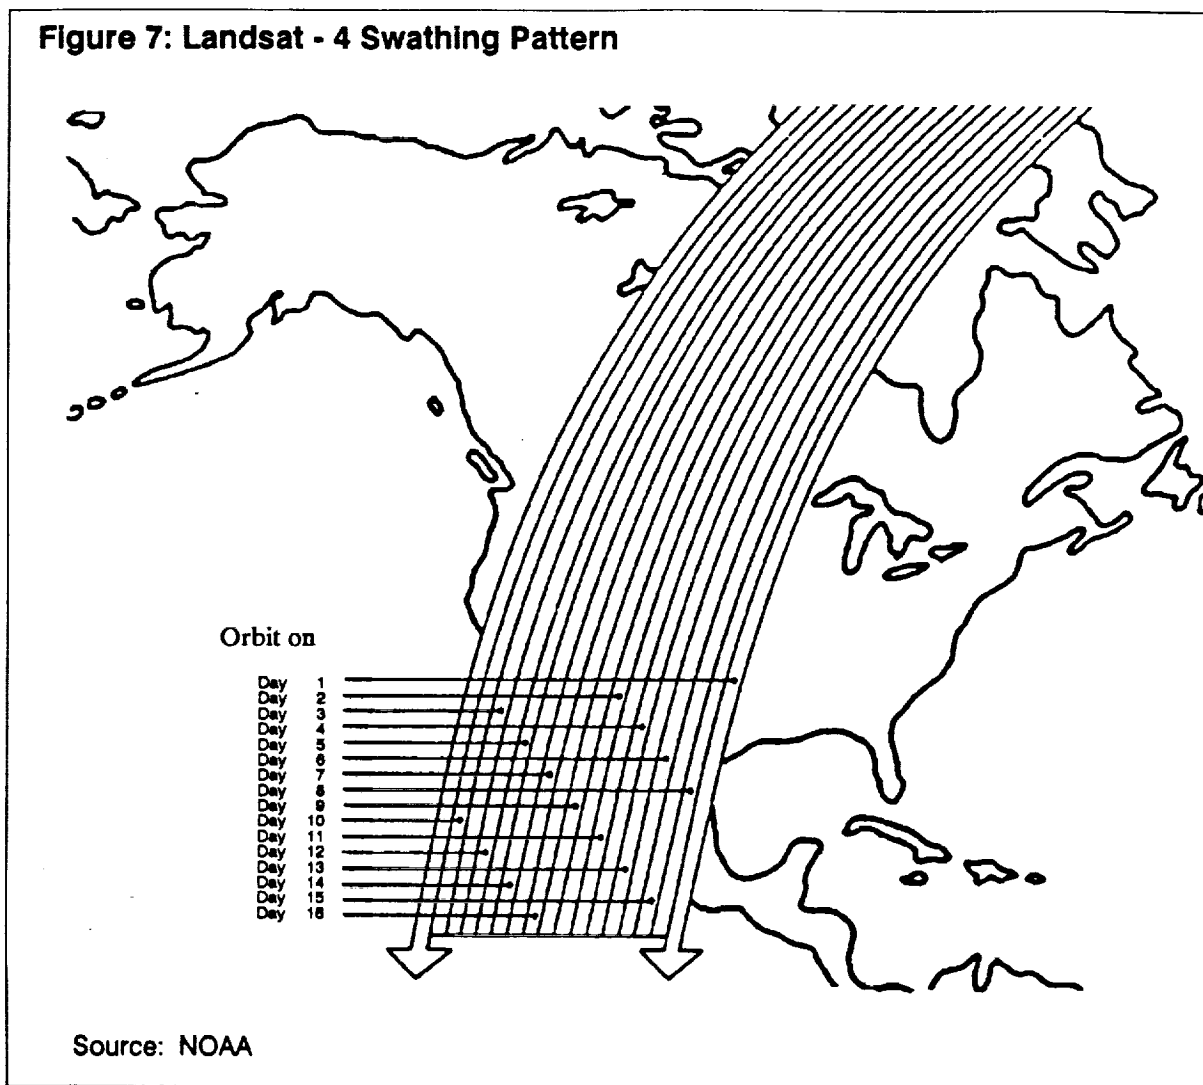 Figure 7: Landsat - 4 Swathing Pattern
Orbit on
Day 1
Day 2
Day 3
Day 4
Day 5
Day 6
Day 7
Day 8
Day 9
Day 10
Day 11
Day 12
Day 13
Day 14
Day 15
Day 16
Source: NOAA